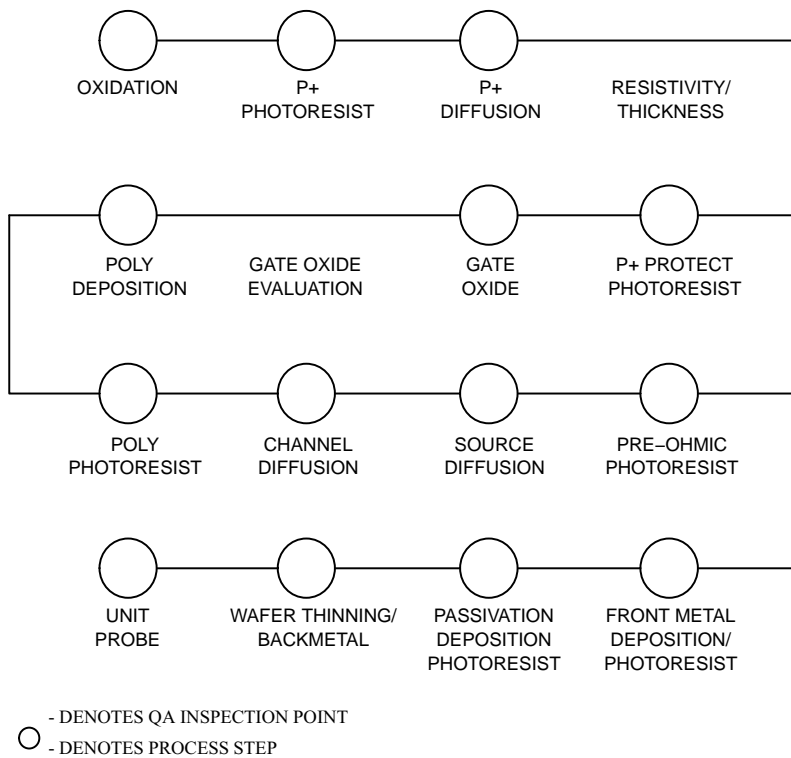 OXIDATION
P+
PHOTORESIST
P+
DIFFUSION
RESISTIVITY/
THICKNESS
POLY
DEPOSITION
GATE OXIDE
EVALUATION
GATE
OXIDE
P+ PROTECT
PHOTORESIST
POLY
PHOTORESIST
CHANNEL
DIFFUSION
SOURCE
DIFFUSION
PRE–OHMIC
PHOTORESIST
UNIT
PROBE
WAFER THINNING/
BACKMETAL
PASSIVATION
DEPOSITION
PHOTORESIST
FRONT METAL
DEPOSITION/
PHOTORESIST
- DENOTES QA INSPECTION POINT
- DENOTES PROCESS STEP